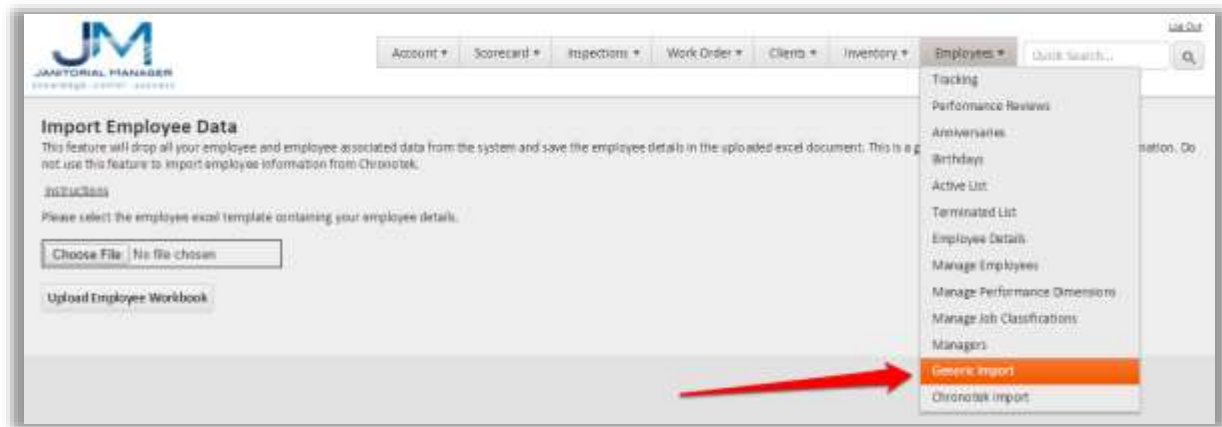 Log Out
JM
JANITORIAL MANAGER
Account Scorecard Inspections Work Order Clients Inventory Employees Quick Search...
Tracking
Performance Reviews
Anniversaries
Birthdays
Active List
Terminated List
Employee Details
Manage Employees
Manage Performance Dimensions
Manage Job Classifications
Managers
Generic Import
Chronotek Import
Import Employee Data
This feature will drop all your employee and employee associated data from the system and save the employee details in the uploaded excel document. This is a
not use this feature to import employee information from Chronotek.
Instructions
Please select the employee excel template containing your employee details.
Choose File No file chosen
Upload Employee Workbook